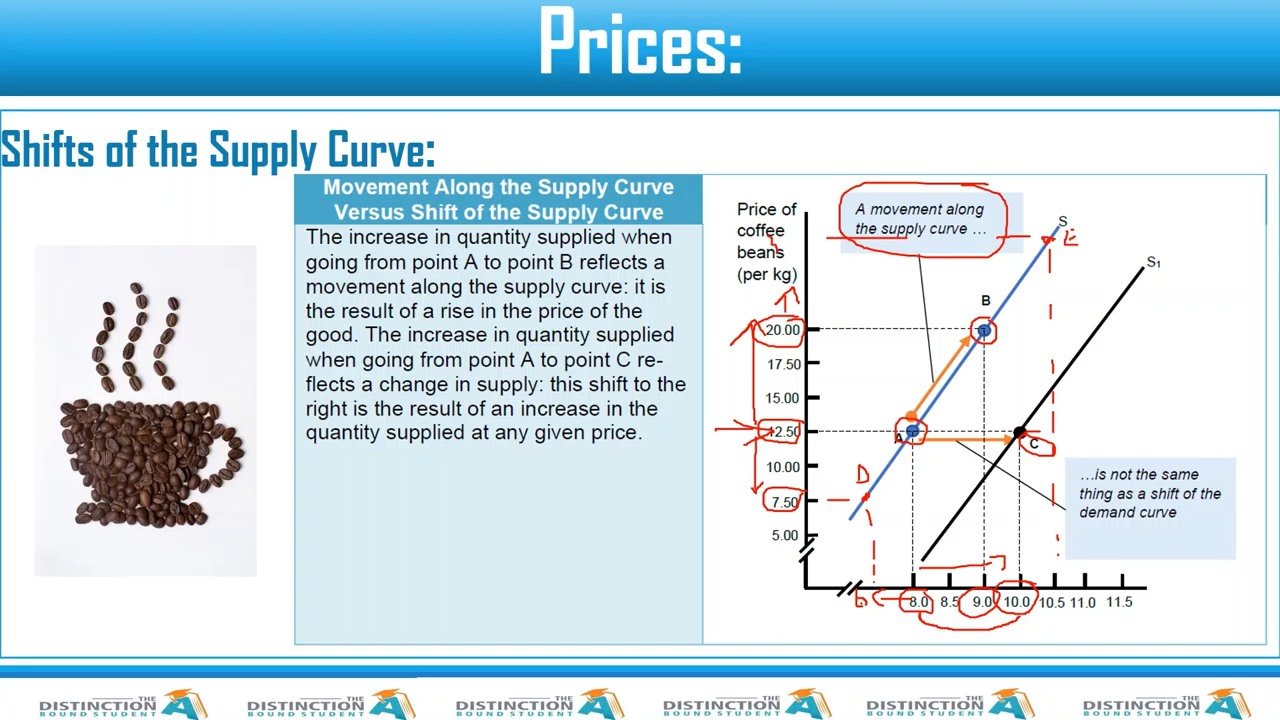 Prices:
Shifts of the Supply Curve:
Movement Along the Supply Curve
Versus Shift of the Supply Curve
The increase in quantity supplied when
going from point A to point B reflects a
movement along the supply curve: it is
the result of a rise in the price of the
good. The increase in quantity supplied
when going from point A to point C re-
flects a change in supply: this shift to the
right is the result of an increase in the
quantity supplied at any given price.
Price of
coffee
beans
(per kg)
A movement along
the supply curve …
S
E
S₁
B
20.00
17.50
15.00
12.50
A
C
10.00
D
7.50
5.00
…is not the same
thing as a shift of the
demand curve
8.0 8.5 9.0 10.0 10.5 11.0 11.5
THE
DISTINCTION
BOUND STUDENT
A
THE
DISTINCTION
BOUND STUDENT
A
THE
DISTINCTION
BOUND STUDENT
A
THE
DISTINCTION
BOUND STUDENT
A
THE
DISTINCTION
BOUND STUDENT
A
THE
DISTINCTION
BOUND STUDENT
A